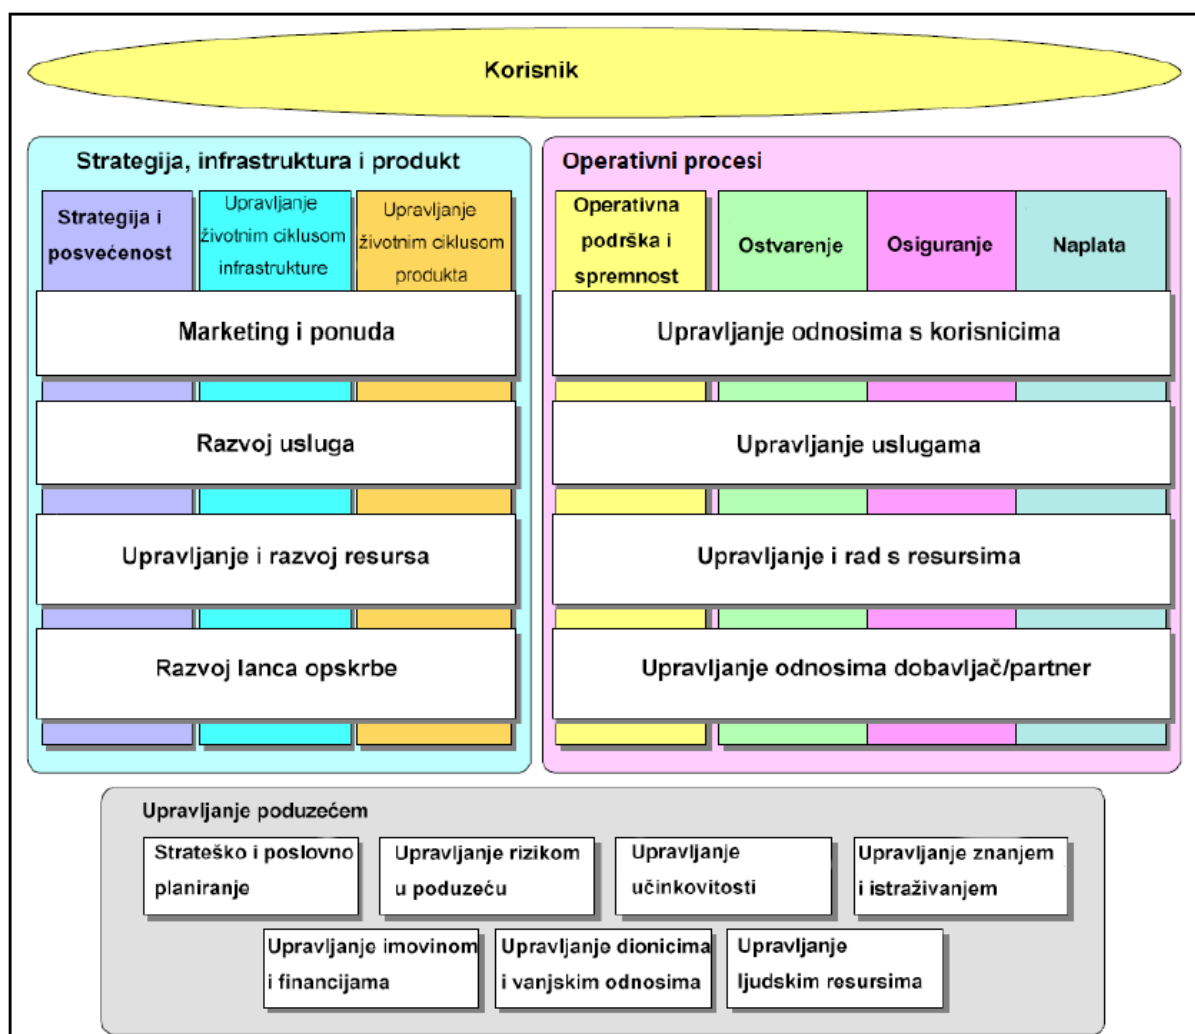 Korisnik
Strategija, infrastruktura i produkt
Strategija i
posvećenost
Upravljanje
životnim ciklusom
infrastrukture
Upravljanje
životnim ciklusom
produkta
Marketing i ponuda
Razvoj usluga
Upravljanje i razvoj resursa
Razvoj lanca opskrbe
Operativni procesi
Operativna
podrška i
spremnost
Ostvarenje
Osiguranje
Naplata
Upravljanje odnosima s korisnicima
Upravljanje uslugama
Upravljanje i rad s resursima
Upravljanje odnosima dobavljač/partner
Upravljanje poduzećem
Strateško i poslovno
planiranje
Upravljanje rizikom
u poduzeću
Upravljanje
učinkovitosti
Upravljanje znanjem
i istraživanjem
Upravljanje imovinom
i financijama
Upravljanje dionicima
i vanjskim odnosima
Upravljanje
ljudskim resursima